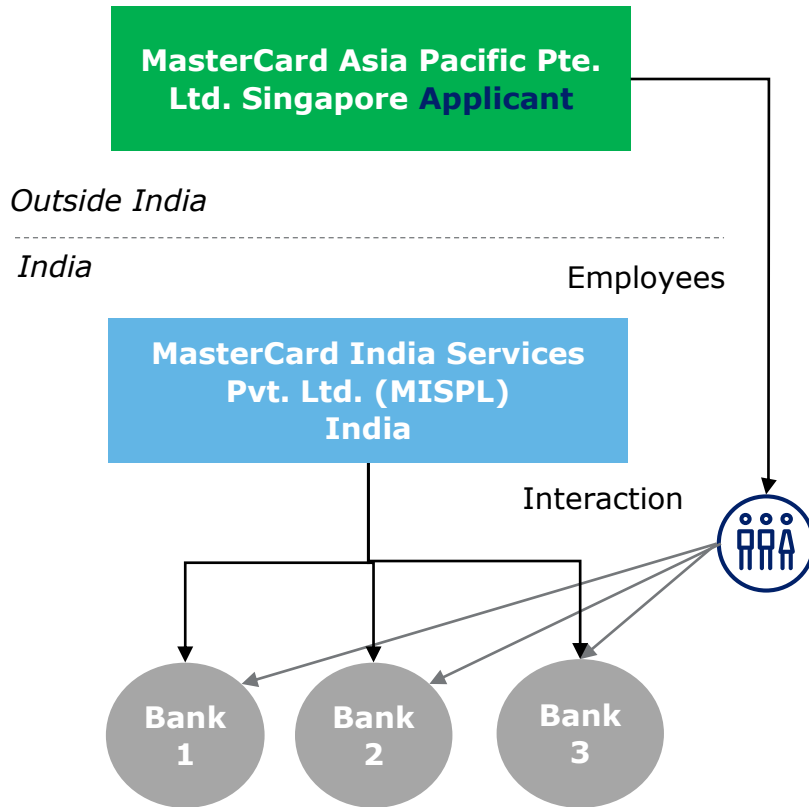 MasterCard Asia Pacific Pte.
Ltd. Singapore Applicant
Outside India
India
Employees
MasterCard India Services
Pvt. Ltd. (MISPL)
India
Interaction
Bank
1
Bank
2
Bank
3